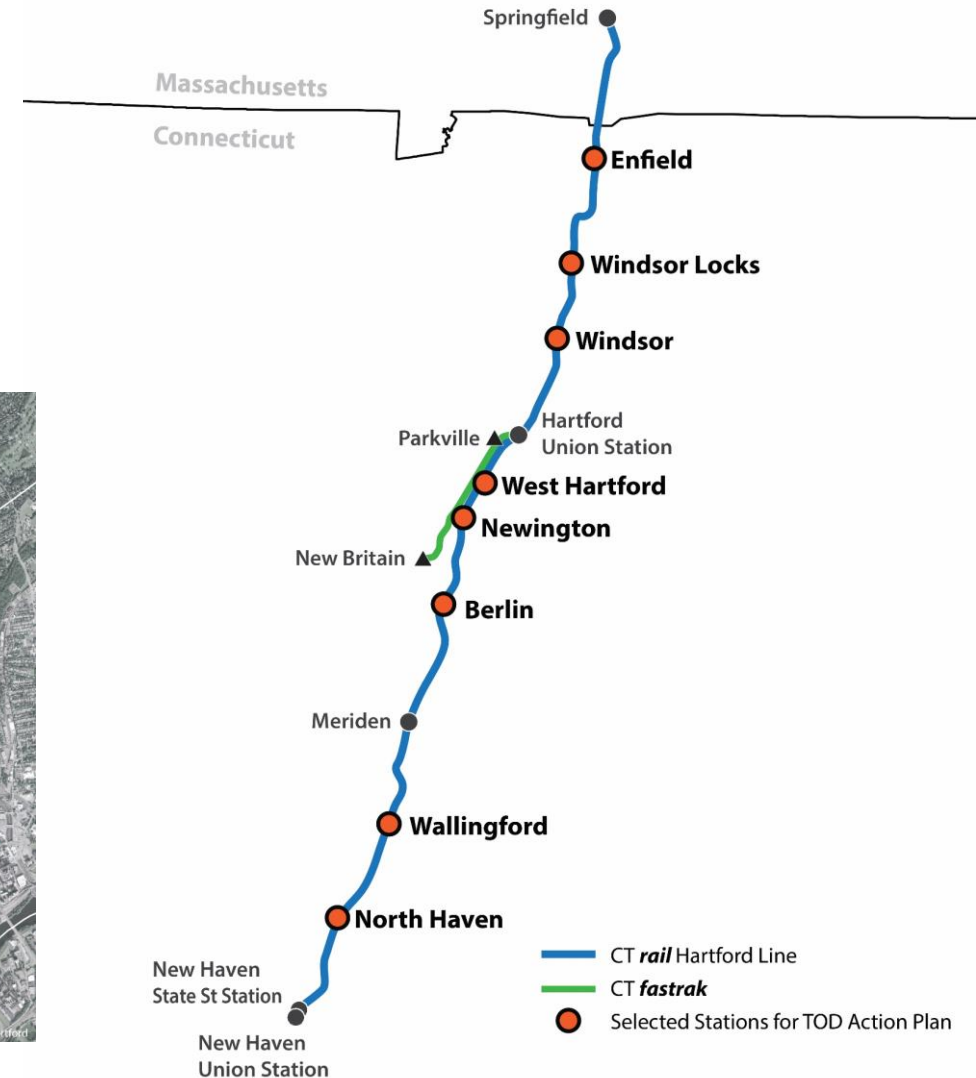 Springfield
Massachusetts
Connecticut
Enfield
Windsor Locks
Windsor
Hartford
Union Station
Parkville
West Hartford
Newington
New Britain
Berlin
Meriden
Wallingford
North Haven
New Haven
State St Station
New Haven
Union Station
CT rail Hartford Line
CT fastrak
Selected Stations for TOD Action Plan